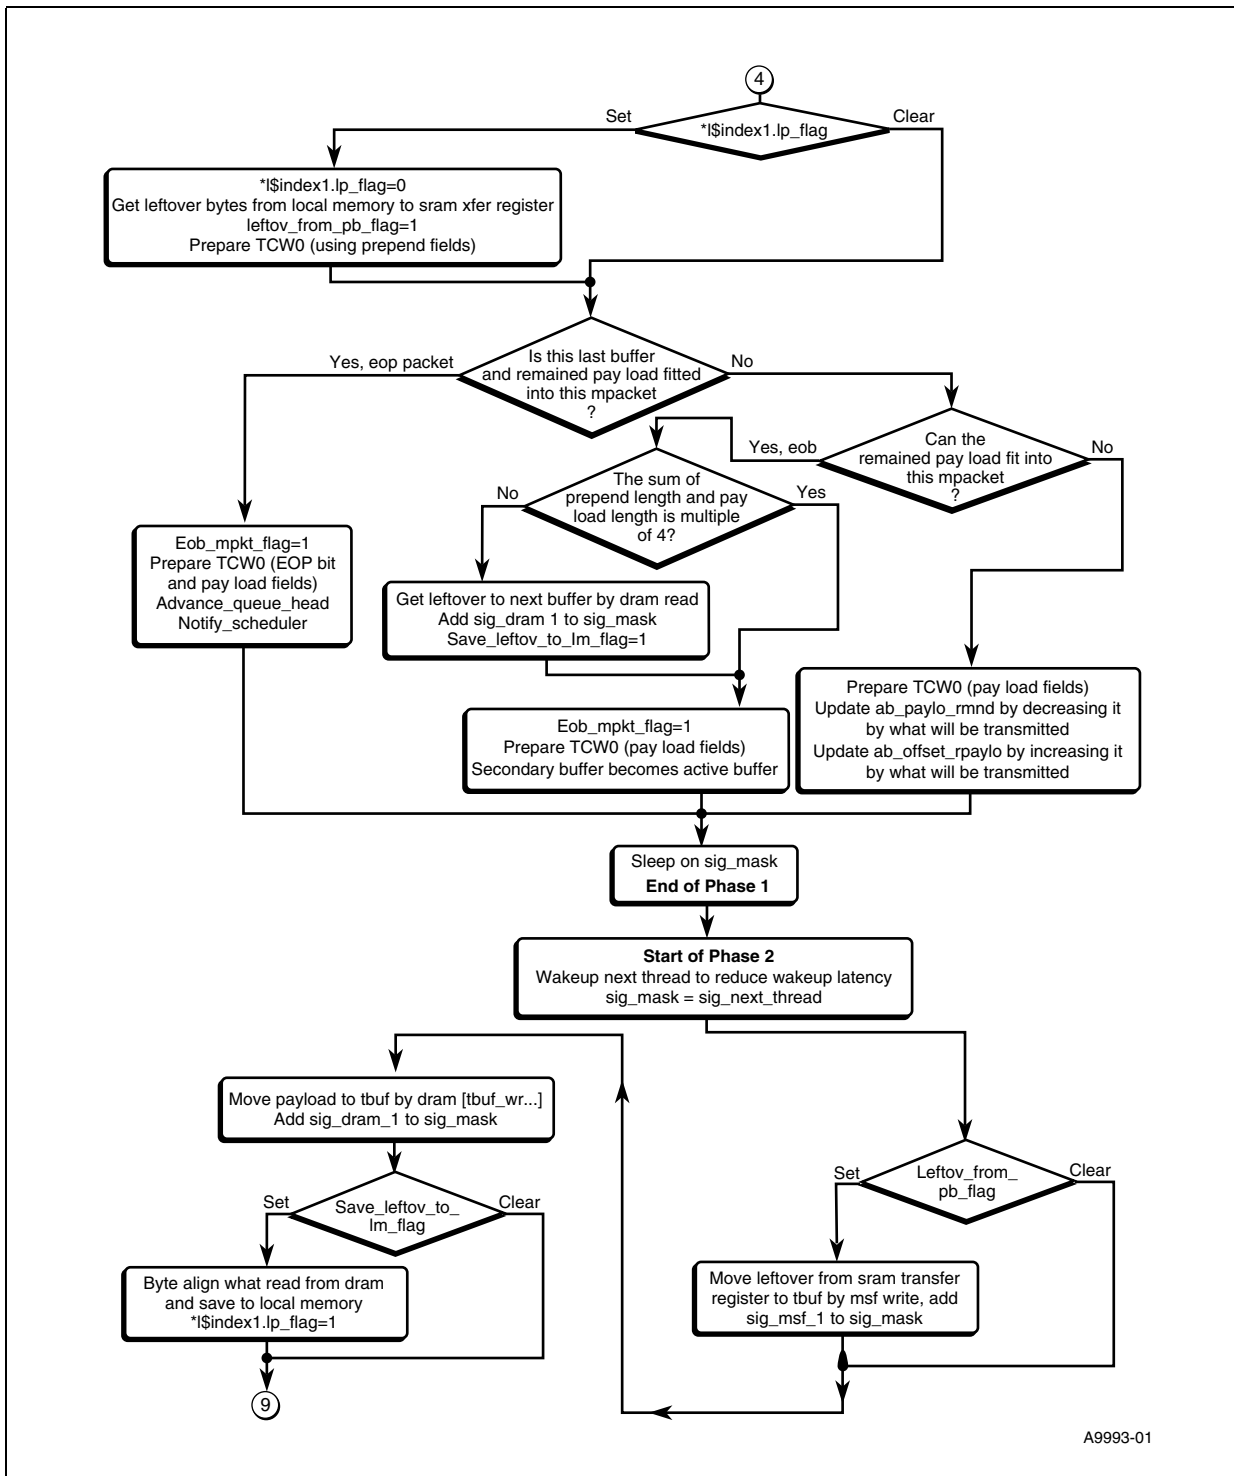 4
Set
*l$index1.lp_flag
Clear
*l$index1.lp_flag=0
Get leftover bytes from local memory to sram xfer register
leftov_from_pb_flag=1
Prepare TCW0 (using prepend fields)
Yes, eop packet
Is this last buffer
and remained pay load fitted
into this mpacket
?
No
Yes, eob
Can the
remained pay load fit into
this mpacket
?
No
No
The sum of
prepend length and pay
load length is multiple
of 4?
Yes
Eob_mpkt_flag=1
Prepare TCW0 (EOP bit
and pay load fields)
Advance_queue_head
Notify_scheduler
Get leftover to next buffer by dram read
Add sig_dram 1 to sig_mask
Save_leftov_to_lm_flag=1
Eob_mpkt_flag=1
Prepare TCW0 (pay load fields)
Secondary buffer becomes active buffer
Prepare TCW0 (pay load fields)
Update ab_paylo_rmnd by decreasing it
by what will be transmitted
Update ab_offset_rpaylo by increasing it
by what will be transmitted
Sleep on sig_mask
End of Phase 1
Start of Phase 2
Wakeup next thread to reduce wakeup latency
sig_mask = sig_next_thread
Move payload to tbuf by dram [tbuf_wr...]
Add sig_dram_1 to sig_mask
Set
Save_leftov_to_
lm_flag
Clear
Byte align what read from dram
and save to local memory
*l$index1.lp_flag=1
9
Set
Leftov_from_
pb_flag
Clear
Move leftover from sram transfer
register to tbuf by msf write, add
sig_msf_1 to sig_mask
A9993-01